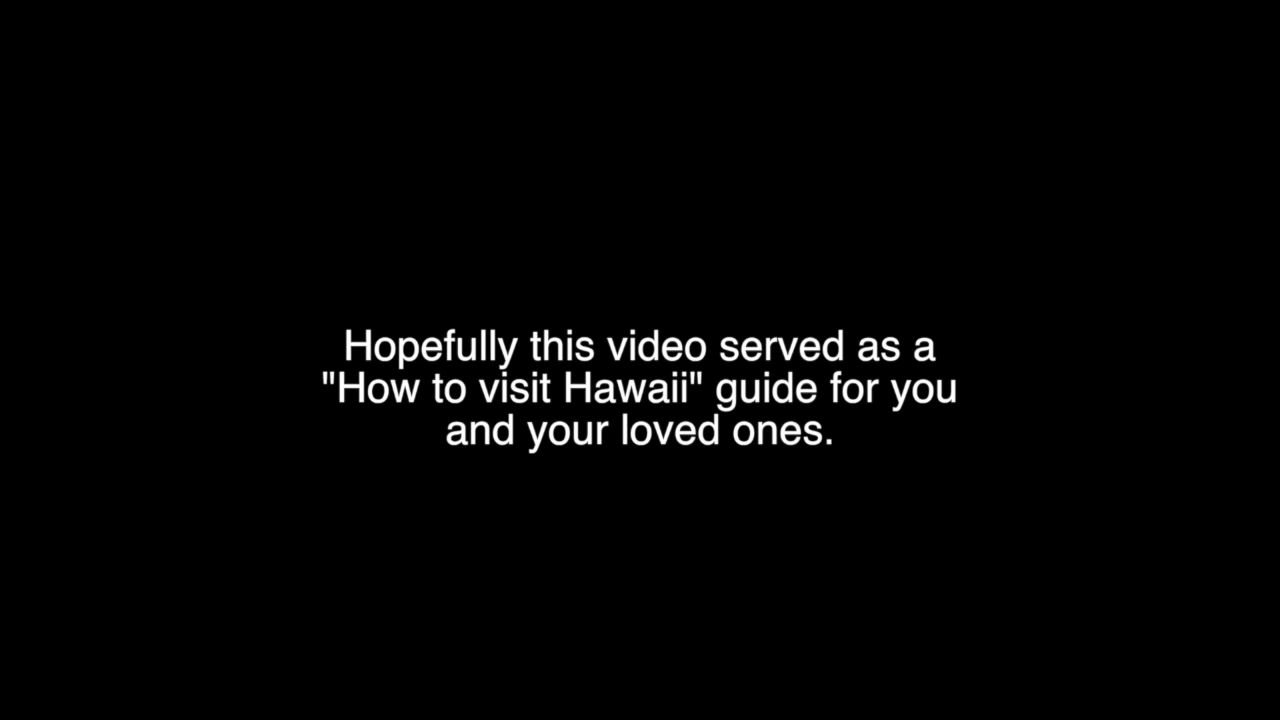 Hopefully this video served as a
"How to visit Hawaii" guide for you
and your loved ones.